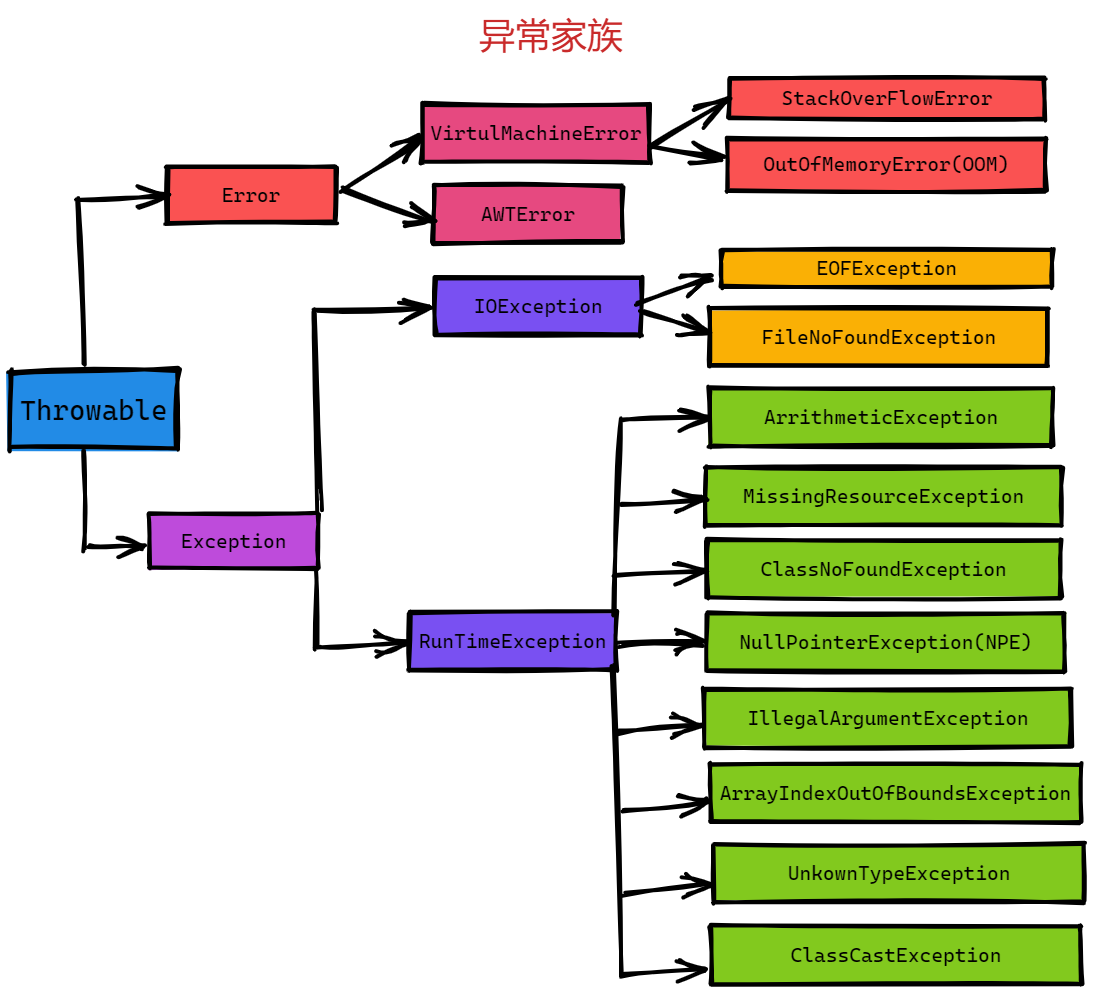 异常家族
StackOverFlowError
VirtulMachineError
OutOfMemoryError(OOM)
Error
AWTError
EOFException
IOException
FileNoFoundException
Throwable
ArrithmeticException
MissingResourceException
Exception
ClassNoFoundException
RunTimeException
NullPointerException(NPE)
IllegalArgumentException
ArrayIndexOutOfBoundsException
UnkownTypeException
ClassCastException